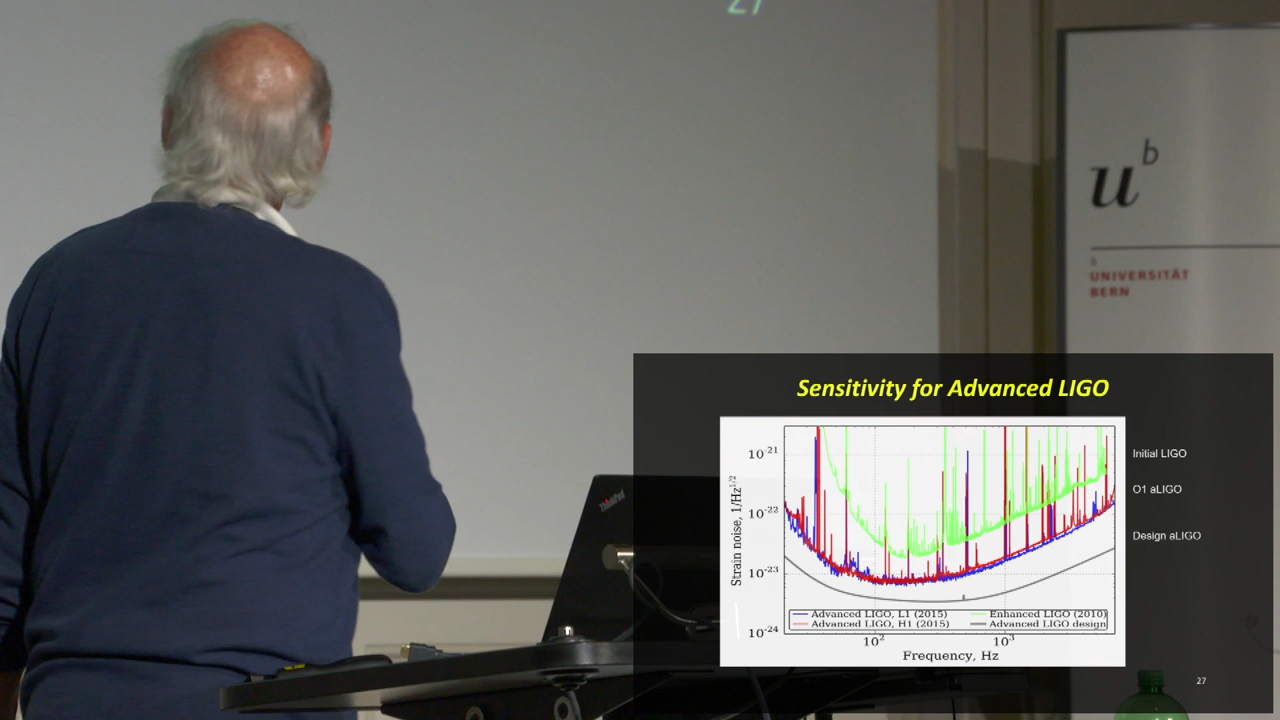 27
u
b
b
UNIVERSITÄT
BERN
ThinkPad
Sensitivity for Advanced LIGO
10-21
10-22
10-23
10-24
Strain noise, 1/Hz1/2
Advanced LIGO, L1 (2015)
Advanced LIGO, H1 (2015)
Enhanced LIGO (2010)
Advanced LIGO design
102
103
Frequency, Hz
Initial LIGO
O1 aLIGO
Design aLIGO
27